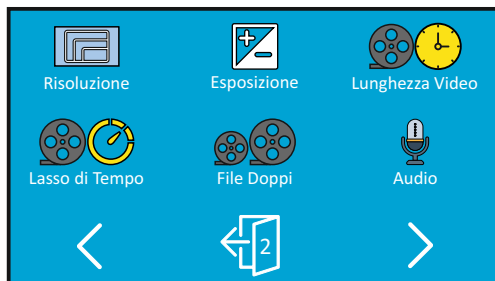 Risoluzione
Esposizione
Lunghezza Video
Lasso di Tempo
File Doppi
Audio
2